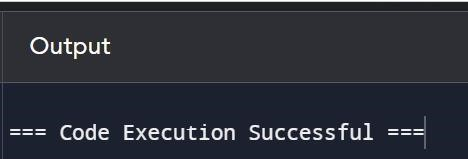 Output
=== Code Execution Successful ===